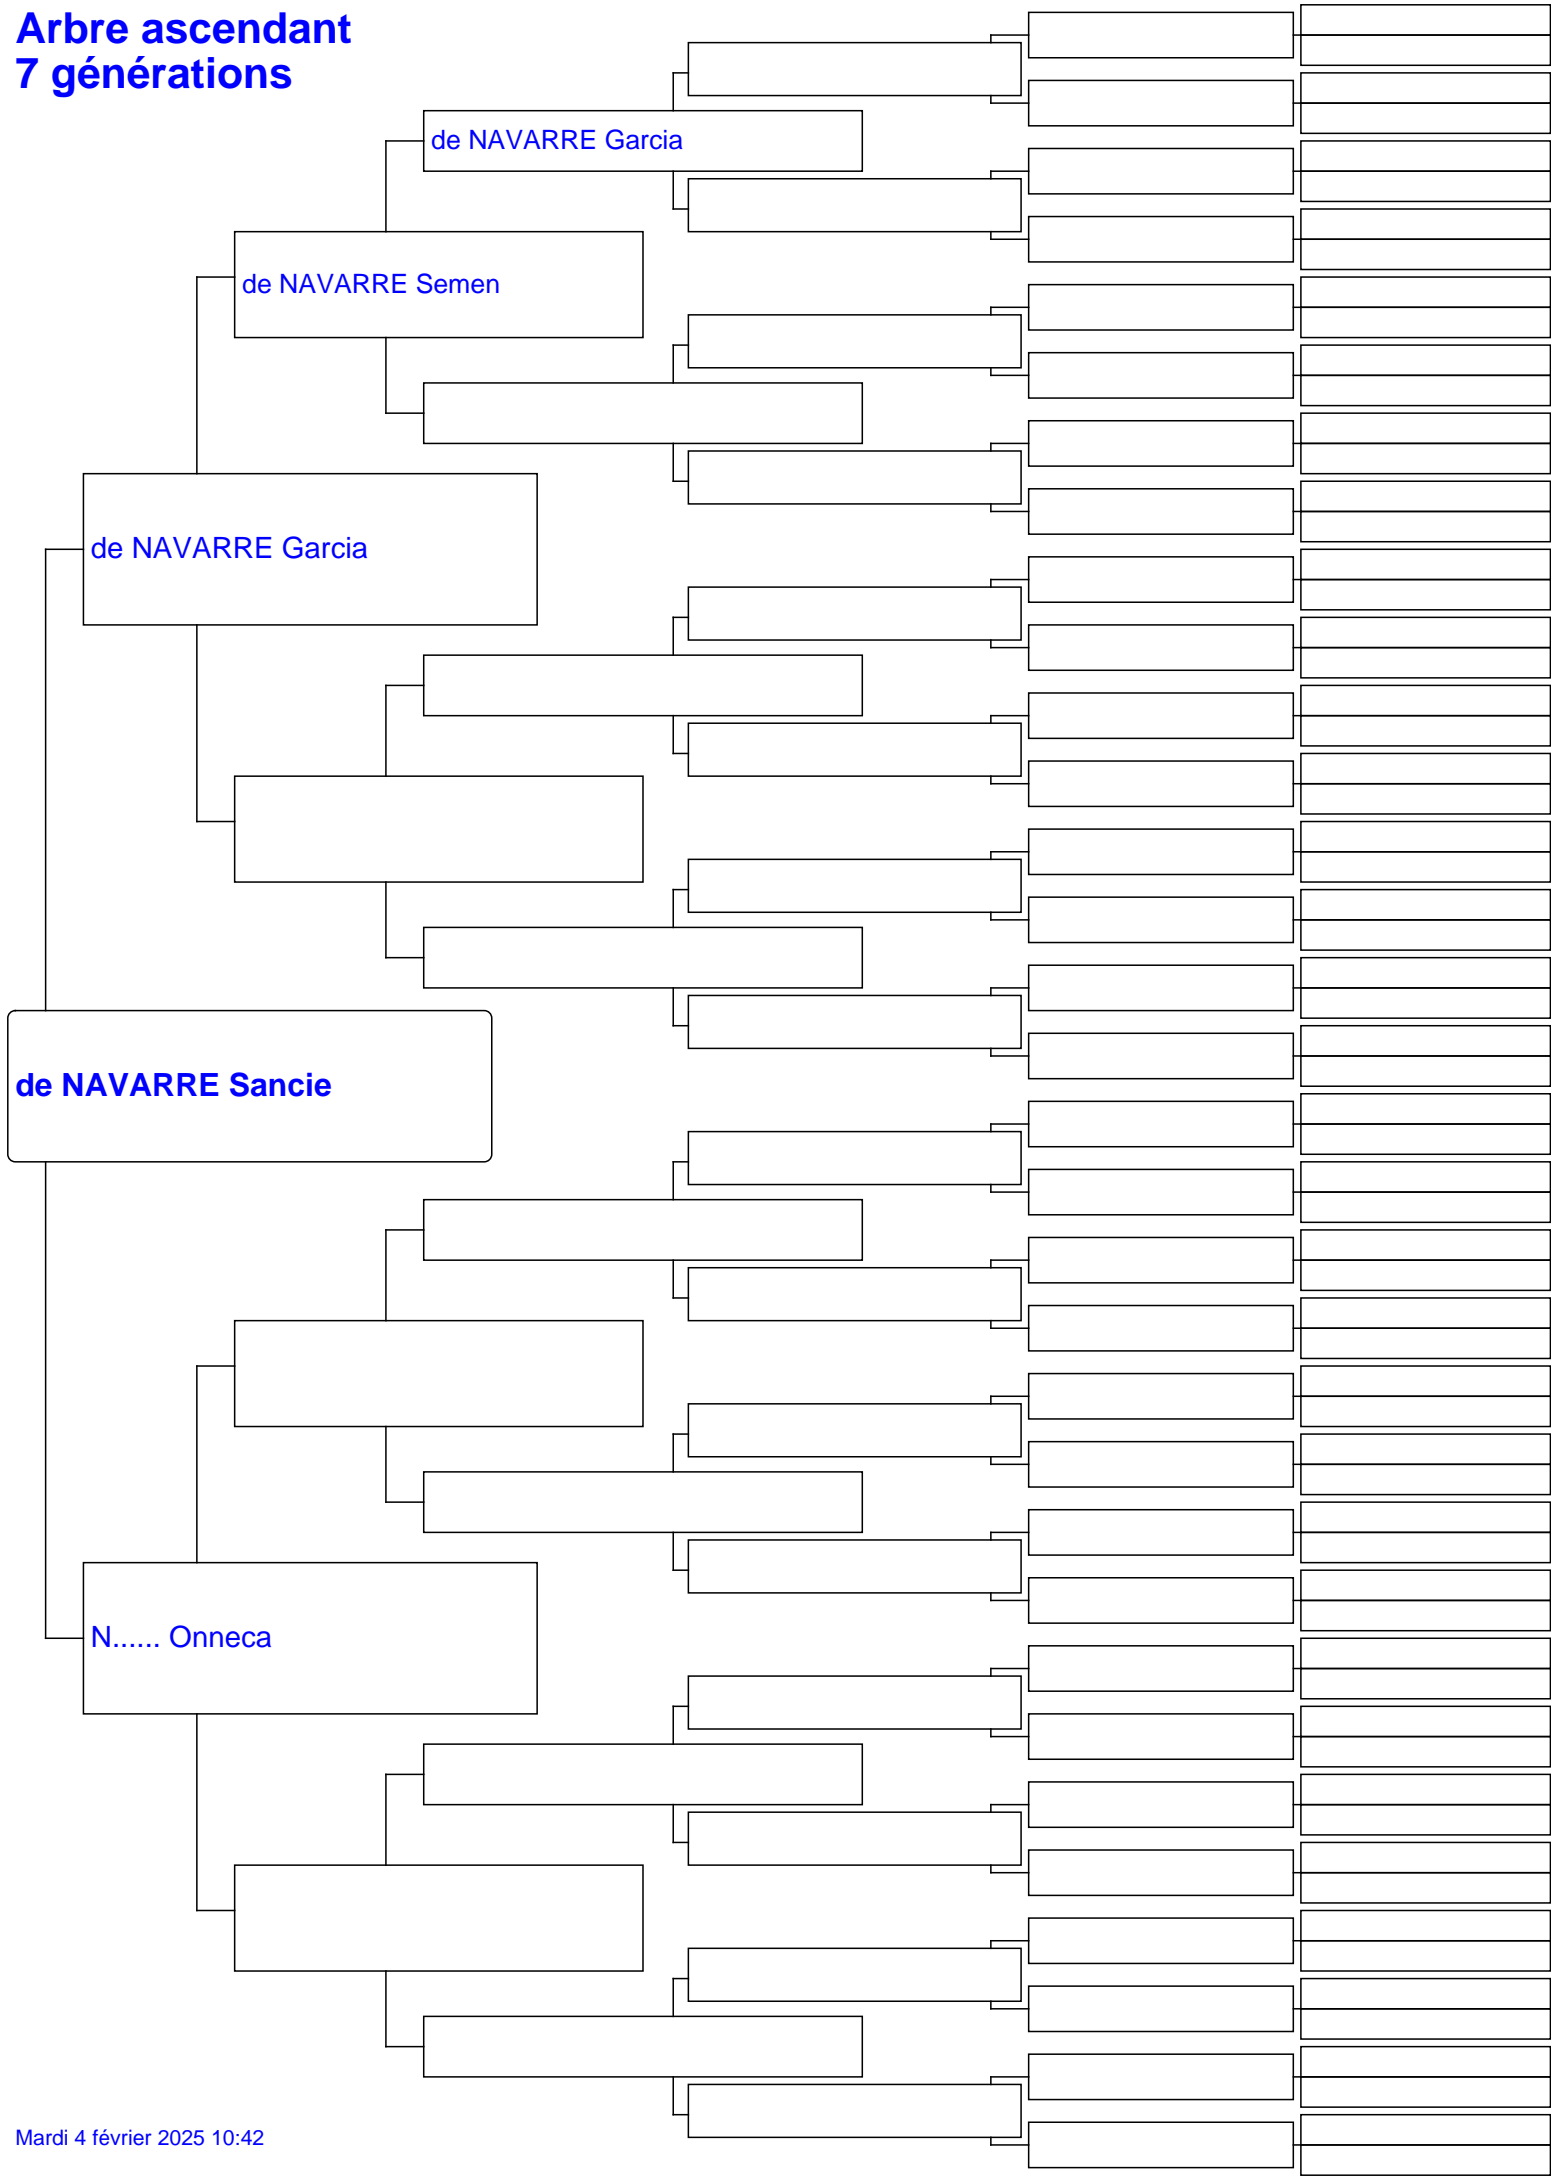 Arbre ascendant
7 générations
de NAVARRE Garcia
de NAVARRE Semen
de NAVARRE Garcia
de NAVARRE Sancie
N...... Onneca
Mardi 4 février 2025 10:42